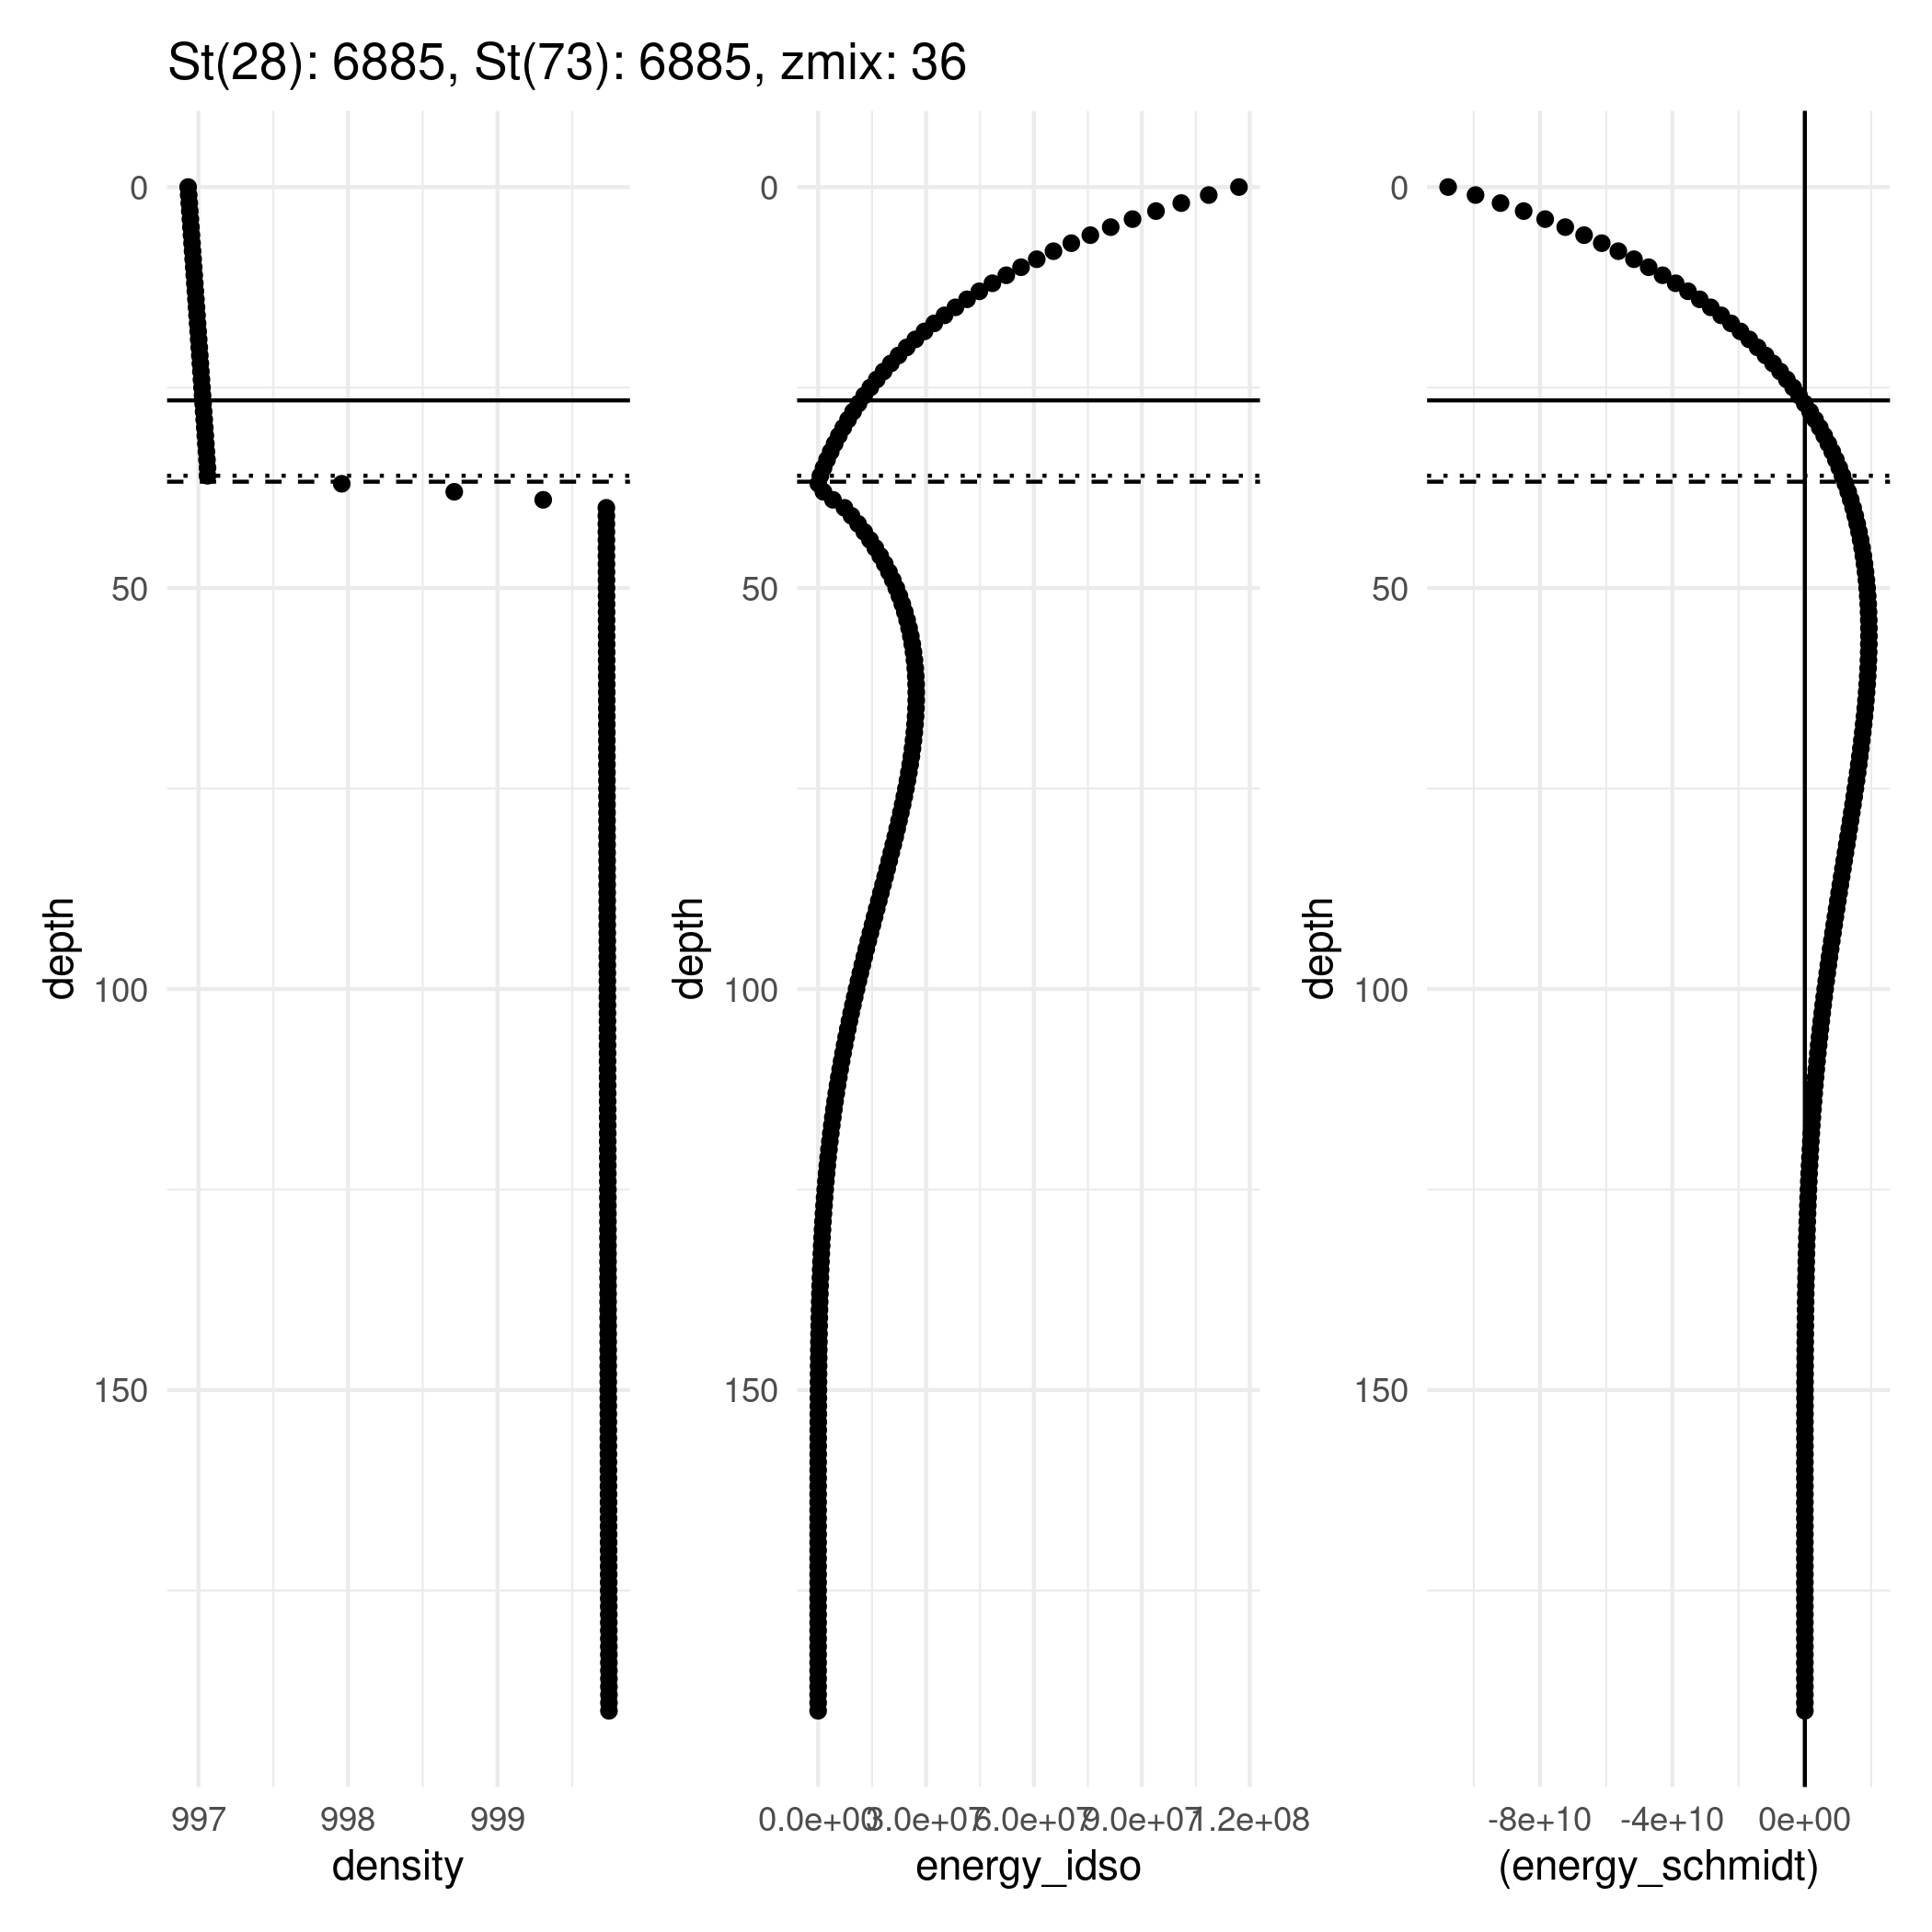 St(28): 6885, St(73): 6885, zmix: 36
0
50
100
150
depth
997 998 999
density
0
50
100
150
depth
0.0e+00 3.0e+07 6.0e+07 9.0e+07 1.2e+08
energy_idso
0
50
100
150
depth
-8e+10 -4e+10 0e+00
(energy_schmidt)